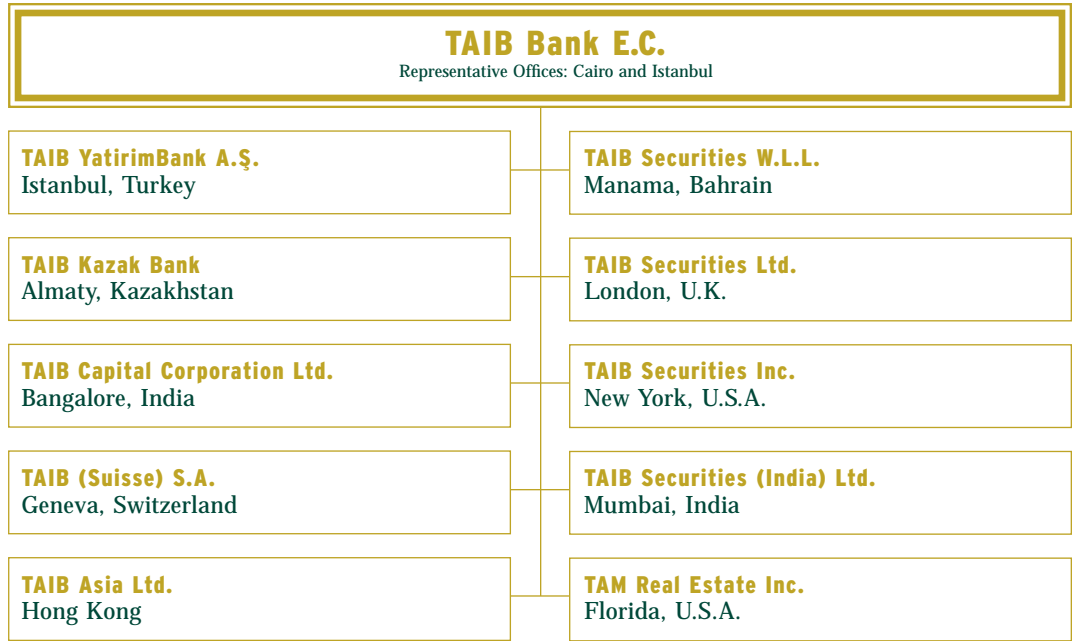 TAIB Bank E.C.
Representative Offices: Cairo and Istanbul
TAIB YatirimBank A.Ş.
Istanbul, Turkey
TAIB Securities W.L.L.
Manama, Bahrain
TAIB Kazak Bank
Almaty, Kazakhstan
TAIB Securities Ltd.
London, U.K.
TAIB Capital Corporation Ltd.
Bangalore, India
TAIB Securities Inc.
New York, U.S.A.
TAIB (Suisse) S.A.
Geneva, Switzerland
TAIB Securities (India) Ltd.
Mumbai, India
TAIB Asia Ltd.
Hong Kong
TAM Real Estate Inc.
Florida, U.S.A.